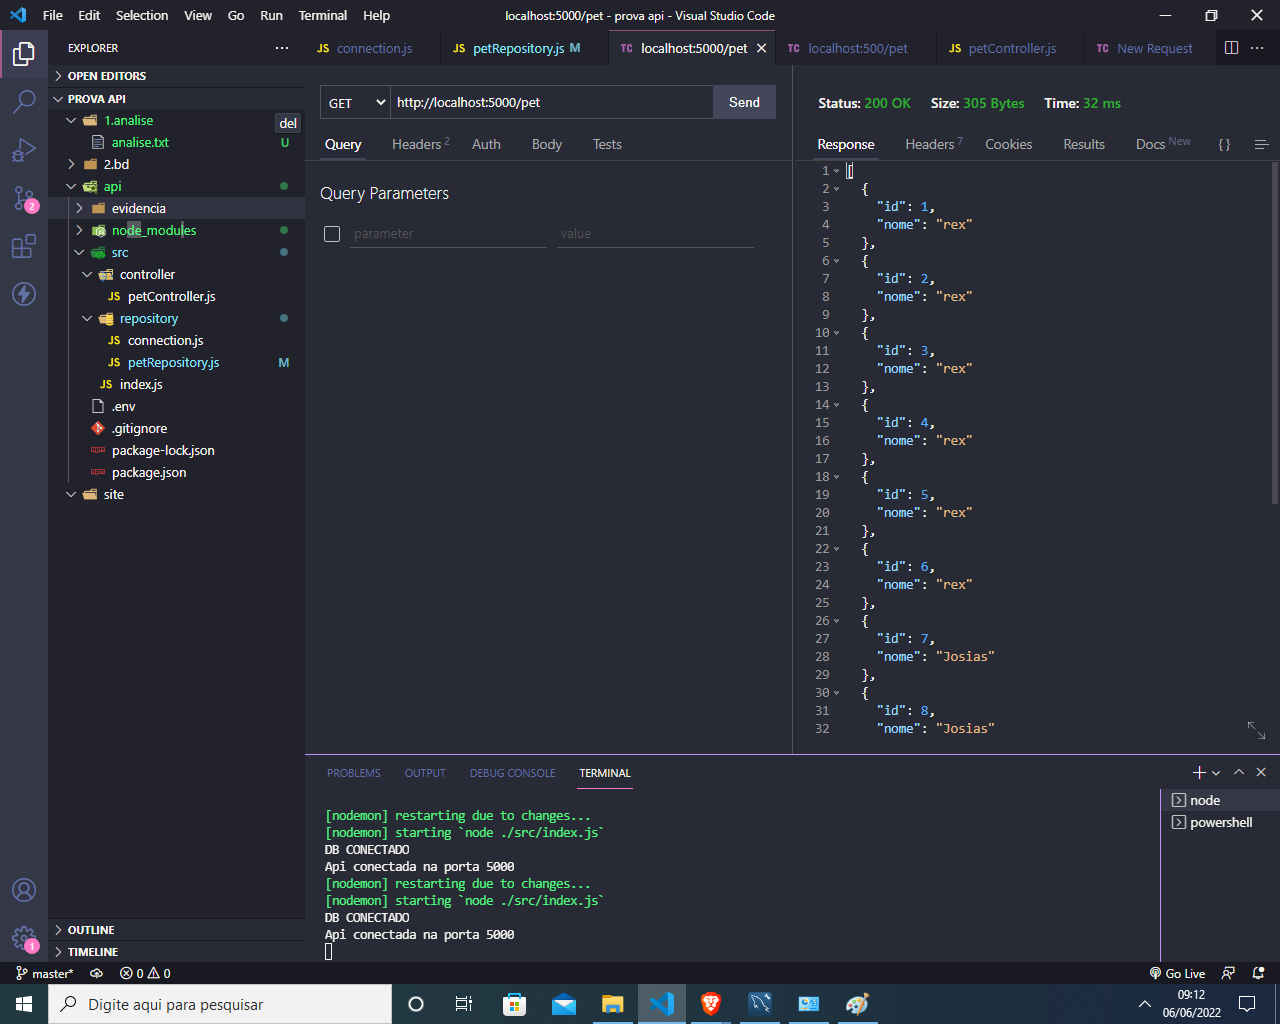 File Edit Selection View Go Run Terminal Help
localhost:5000/pet - prova api - Visual Studio Code
EXPLORER
JS connection.js
JS petRepository.js M
TC localhost:5000/pet
TC localhost:500/pet
JS petController.js
TC New Request
OPEN EDITORS
PROVA API
1.analise
del
analise.txt U
2.bd
api
evidencia
node_modules
src
controller
JS petController.js
repository
JS connection.js
JS petRepository.js M
JS index.js
.env
.gitignore
package-lock.json
package.json
site
OUTLINE
TIMELINE
2
1
GET http://localhost:5000/pet Send
Query Headers 2 Auth Body Tests
Query Parameters
parameter value
Status: 200 OK Size: 305 Bytes Time: 32 ms
Response Headers 7 Cookies Results Docs New { }
1 [
2 {
3 "id": 1,
4 "nome": "rex"
5 },
6 {
7 "id": 2,
8 "nome": "rex"
9 },
10 {
11 "id": 3,
12 "nome": "rex"
13 },
14 {
15 "id": 4,
16 "nome": "rex"
17 },
18 {
19 "id": 5,
20 "nome": "rex"
21 },
22 {
23 "id": 6,
24 "nome": "rex"
25 },
26 {
27 "id": 7,
28 "nome": "Josias"
29 },
30 {
31 "id": 8,
32 "nome": "Josias"
PROBLEMS OUTPUT DEBUG CONSOLE TERMINAL
[nodemon] restarting due to changes...
[nodemon] starting `node ./src/index.js`
DB CONECTADO
Api conectada na porta 5000
[nodemon] restarting due to changes...
[nodemon] starting `node ./src/index.js`
DB CONECTADO
Api conectada na porta 5000
node
powershell
master* 0 0 Go Live
Digite aqui para pesquisar
09:12
06/06/2022